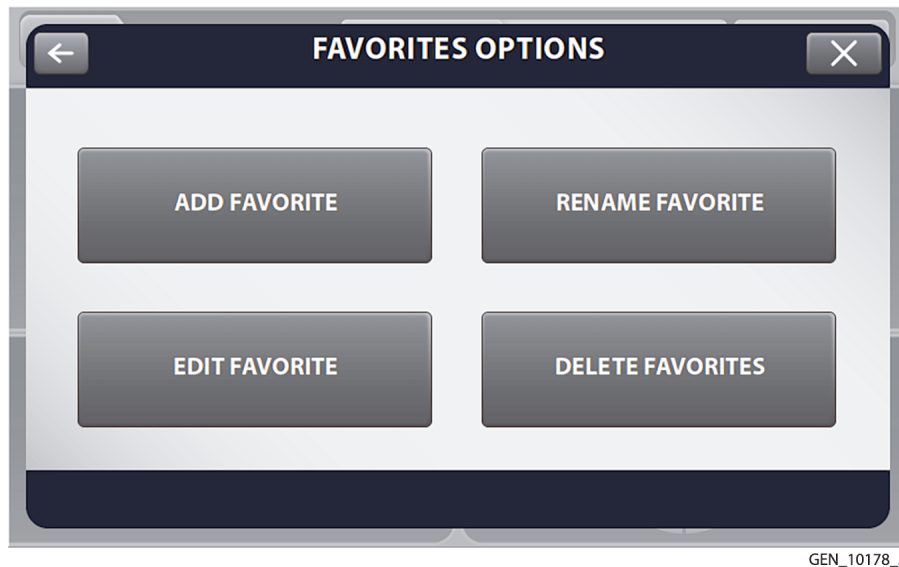 FAVORITES OPTIONS
ADD FAVORITE
RENAME FAVORITE
EDIT FAVORITE
DELETE FAVORITES
GEN_10178_